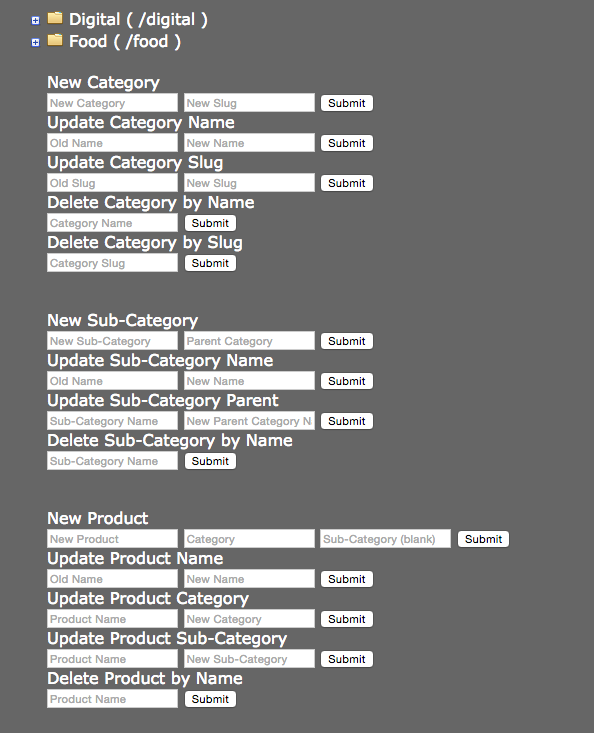 Digital ( /digital )
Food ( /food )
New Category
New Category New Slug Submit
Update Category Name
Old Name New Name Submit
Update Category Slug
Old Slug New Slug Submit
Delete Category by Name
Category Name Submit
Delete Category by Slug
Category Slug Submit
New Sub-Category
New Sub-Category Parent Category Submit
Update Sub-Category Name
Old Name New Name Submit
Update Sub-Category Parent
Sub-Category Name New Parent Category N Submit
Delete Sub-Category by Name
Sub-Category Name Submit
New Product
New Product Category Sub-Category (blank) Submit
Update Product Name
Old Name New Name Submit
Update Product Category
Product Name New Category Submit
Update Product Sub-Category
Product Name New Sub-Category Submit
Delete Product by Name
Product Name Submit